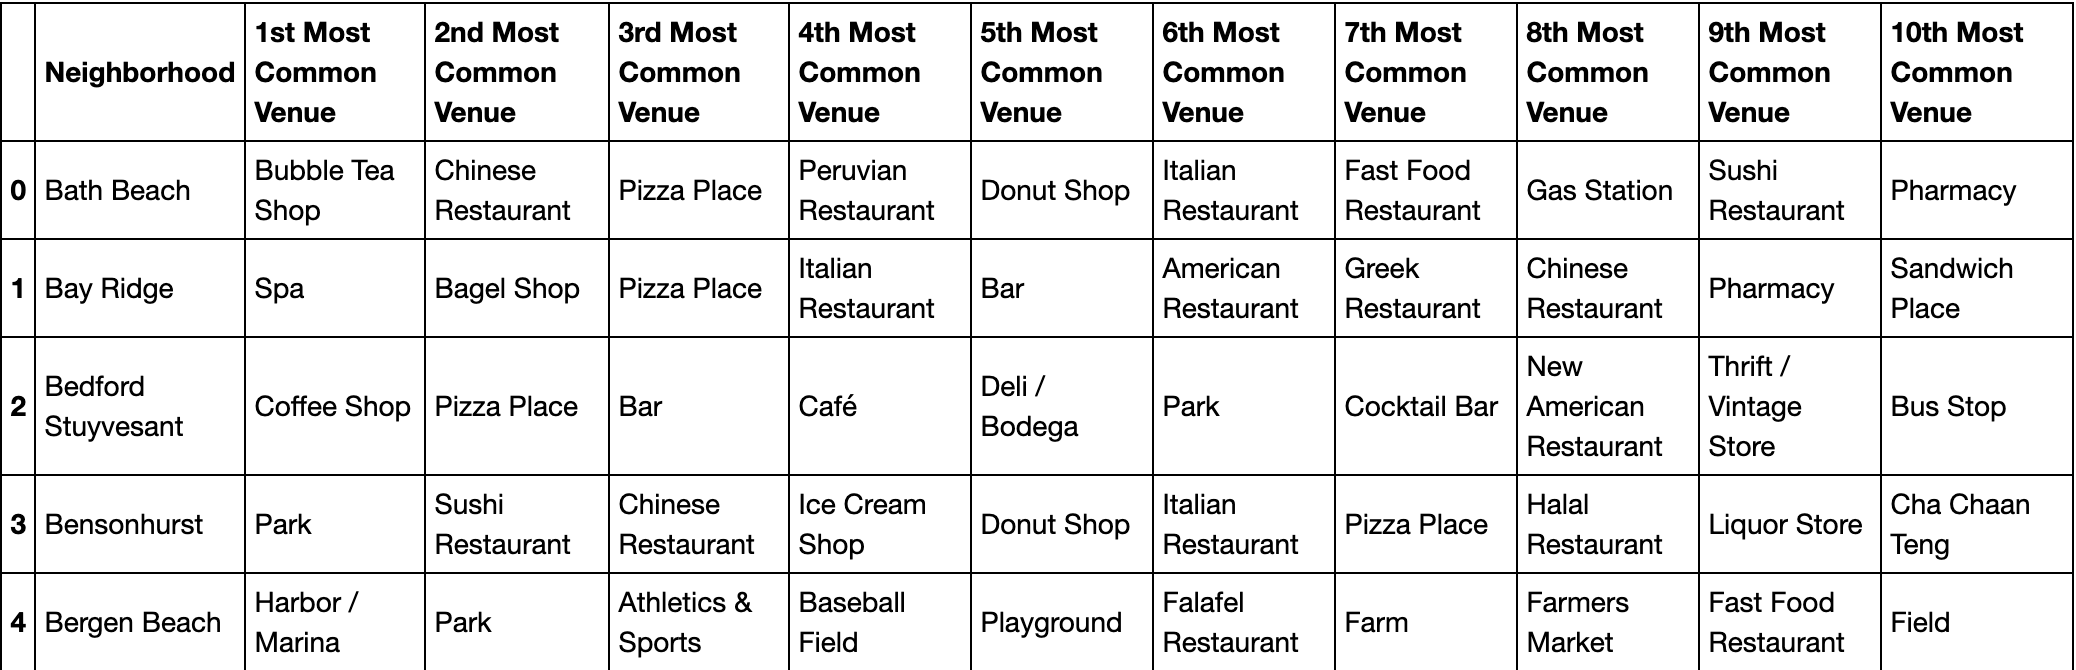 Neighborhood 1st Most Common Venue 2nd Most Common Venue 3rd Most Common Venue 4th Most Common Venue 5th Most Common Venue 6th Most Common Venue 7th Most Common Venue 8th Most Common Venue 9th Most Common Venue 10th Most Common Venue
0 Bath Beach Bubble Tea Shop Chinese Restaurant Pizza Place Peruvian Restaurant Donut Shop Italian Restaurant Fast Food Restaurant Gas Station Sushi Restaurant Pharmacy
1 Bay Ridge Spa Bagel Shop Pizza Place Italian Restaurant Bar American Restaurant Greek Restaurant Chinese Restaurant Pharmacy Sandwich Place
2 Bedford Stuyvesant Coffee Shop Pizza Place Bar Café Deli / Bodega Park Cocktail Bar New American Restaurant Thrift / Vintage Store Bus Stop
3 Bensonhurst Park Sushi Restaurant Chinese Restaurant Ice Cream Shop Donut Shop Italian Restaurant Pizza Place Halal Restaurant Liquor Store Cha Chaan Teng
4 Bergen Beach Harbor / Marina Park Athletics & Sports Baseball Field Playground Falafel Restaurant Farm Farmers Market Fast Food Restaurant Field